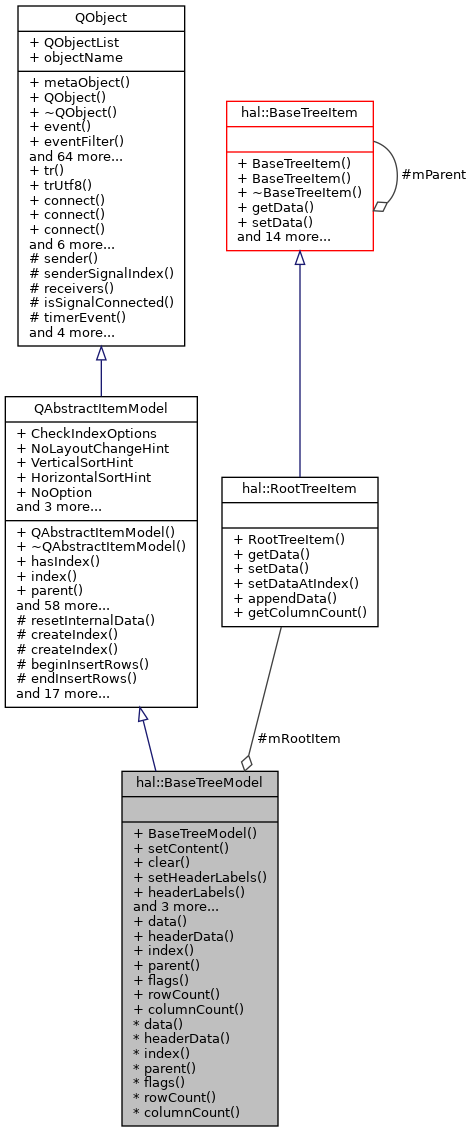 QObject
+ QObjectList
+ objectName
+ metaObject()
+ QObject()
+ ~QObject()
+ event()
+ eventFilter()
and 64 more...
+ tr()
+ trUtf8()
+ connect()
+ connect()
+ connect()
and 6 more...
# sender()
# senderSignalIndex()
# receivers()
# isSignalConnected()
# timerEvent()
and 4 more...
hal::BaseTreeItem
+ BaseTreeItem()
+ BaseTreeItem()
+ ~BaseTreeItem()
+ getData()
+ setData()
and 14 more...
#mParent
QAbstractItemModel
+ CheckIndexOptions
+ NoLayoutChangeHint
+ VerticalSortHint
+ HorizontalSortHint
+ NoOption
and 3 more...
+ QAbstractItemModel()
+ ~QAbstractItemModel()
+ hasIndex()
+ index()
+ parent()
and 58 more...
# resetInternalData()
# createIndex()
# createIndex()
# beginInsertRows()
# endInsertRows()
and 17 more...
hal::RootTreeItem
+ RootTreeItem()
+ getData()
+ setData()
+ setDataAtIndex()
+ appendData()
+ getColumnCount()
#mRootItem
hal::BaseTreeModel
+ BaseTreeModel()
+ setContent()
+ clear()
+ setHeaderLabels()
+ headerLabels()
and 3 more...
+ data()
+ headerData()
+ index()
+ parent()
+ flags()
+ rowCount()
+ columnCount()
* data()
* headerData()
* index()
* parent()
* flags()
* rowCount()
* columnCount()